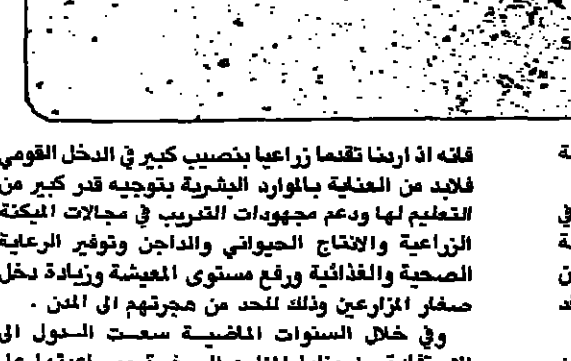 فانه اذ اردنا تقدما زراعيا بنصيب كبير في الدخل القومي
فلابد من العناية بالموارد البشرية بتوجيه قدر كبير من
التعليم لها ودعم مجهودات التدريب في مجالات الميكنة
الزراعية والانتاج الحيواني والداجن وتوفير الرعاية
الصحية والغذائية ورفع مستوى المعيشة وزيادة دخل
صغار المزارعين وذلك للحد من هجرتهم الى المدن .
وفي خلال السنوات الماضية سعت الدول الى
في